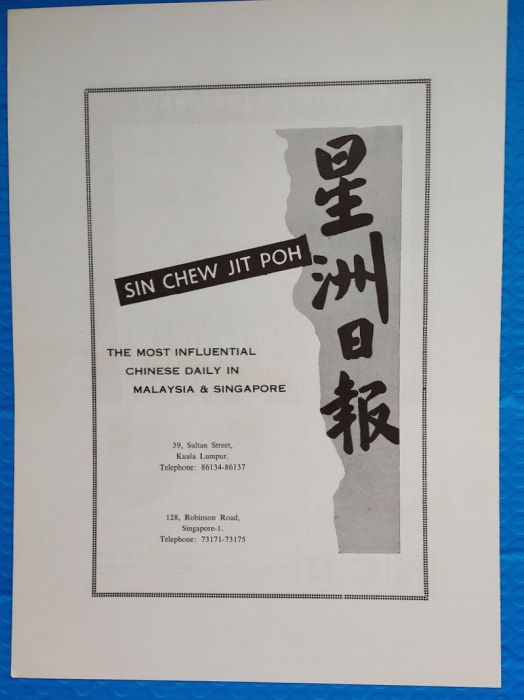 星洲日報
SIN CHEW JIT POH
THE MOST INFLUENTIAL
CHINESE DAILY IN
MALAYSIA & SINGAPORE
39, Sultan Street,
Kuala Lumpur.
Telephone: 86134-86137
128, Robinson Road,
Singapore-1.
Telephone: 73171-73175